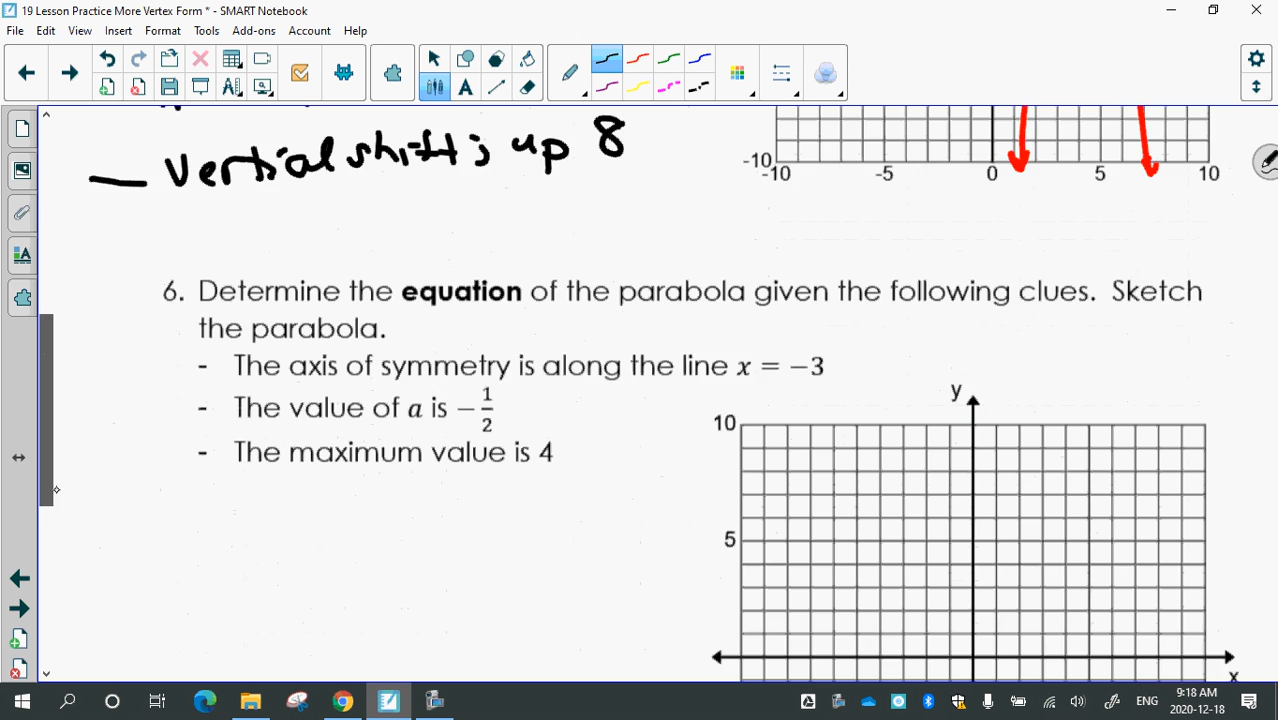 19 Lesson Practice More Vertex Form * - SMART Notebook
File Edit View Insert Format Tools Add-ons Account Help
Vertical shift; up 8
-10
-10 -5 0 5 10
6. Determine the equation of the parabola given the following clues. Sketch
the parabola.
- The axis of symmetry is along the line x = −3
- The value of a is −1/2
- The maximum value is 4
y
10
5
x
9:18 AM
ENG
2020-12-18